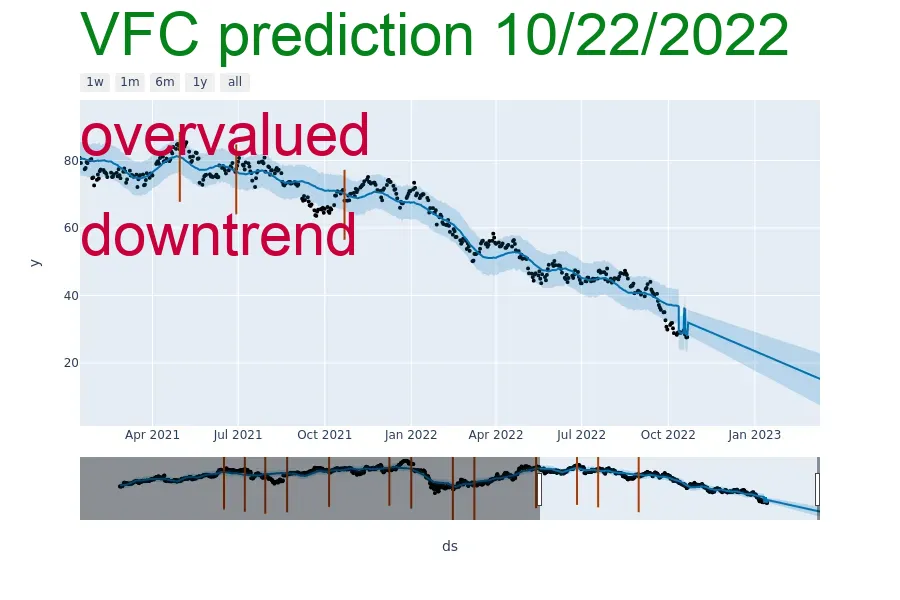 VFC prediction 10/22/2022
1w 1m 6m 1y all
overvalued
downtrend
y
80
60
40
20
Apr 2021 Jul 2021 Oct 2021 Jan 2022 Apr 2022 Jul 2022 Oct 2022 Jan 2023
ds